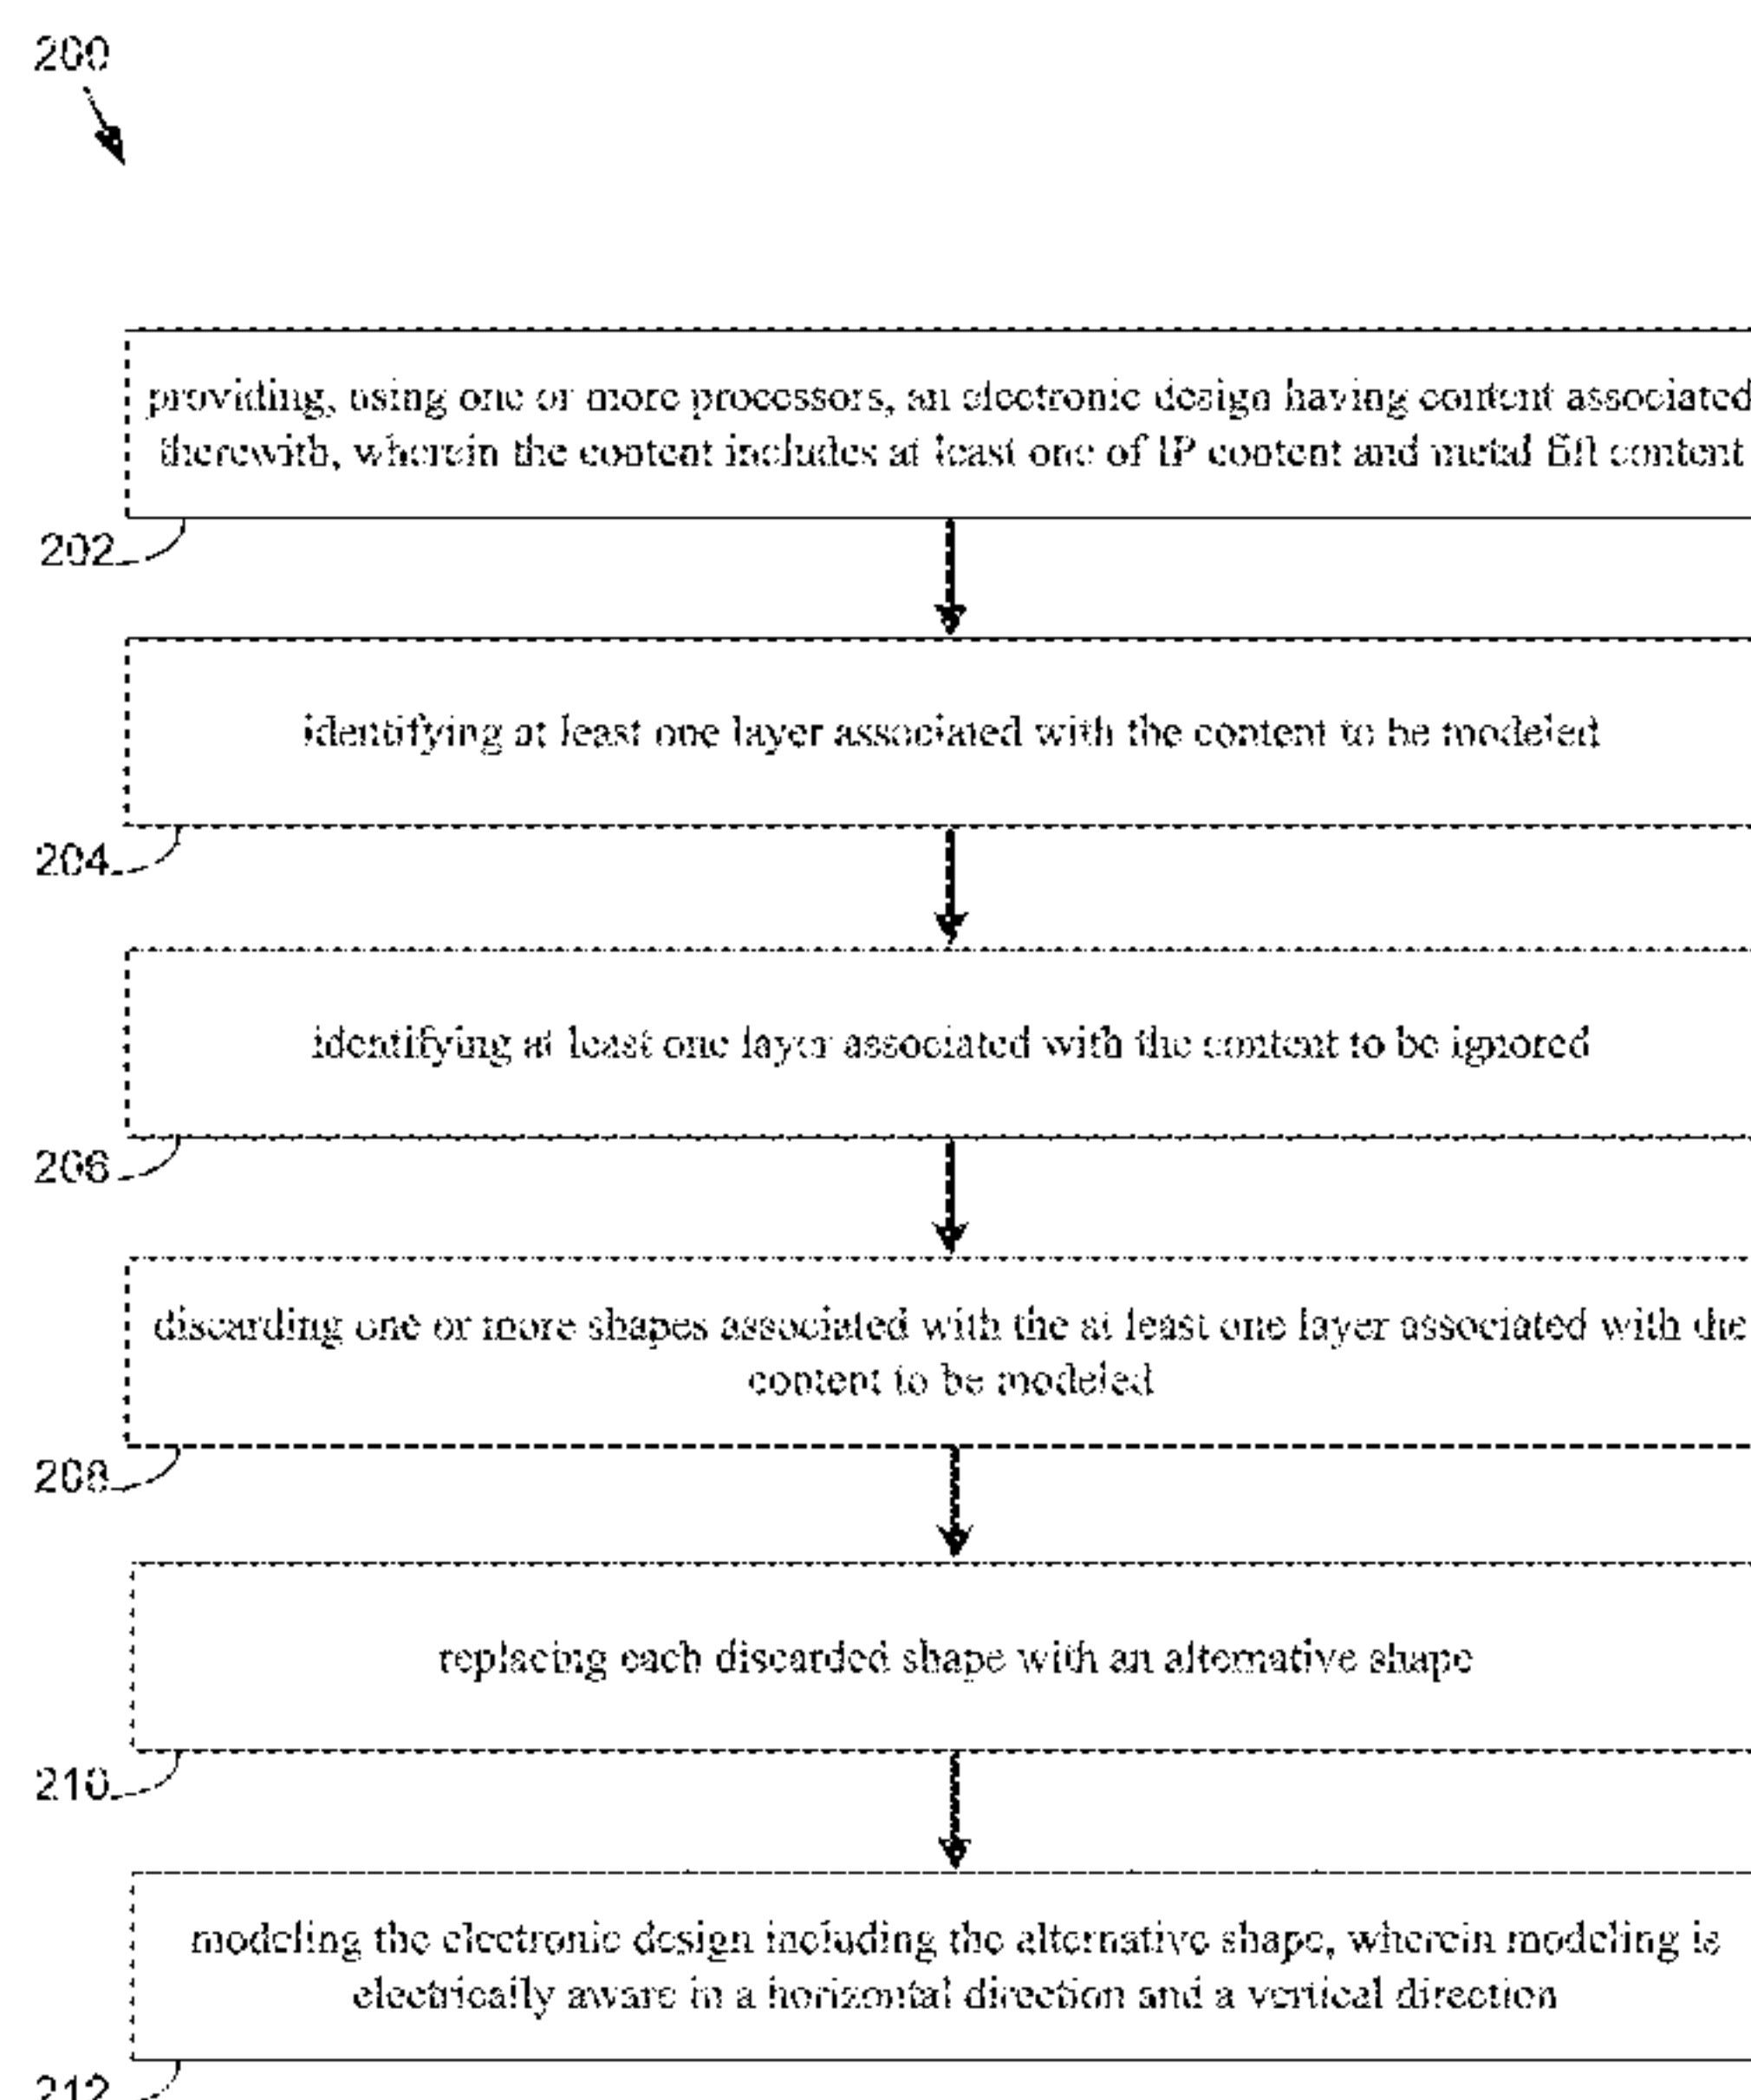 200
providing, using one or more processors, an electronic design having content associated
therewith, wherein the content includes at least one of IP content and metal fill content
202
identifying at least one layer associated with the content to be modeled
204
identifying at least one layer associated with the content to be ignored
206
discarding one or more shapes associated with the at least one layer associated with the
content to be modeled
208
replacing each discarded shape with an alternative shape
210
modeling the electronic design including the alternative shape, wherein modeling is
electrically aware in a horizontal direction and a vertical direction
212